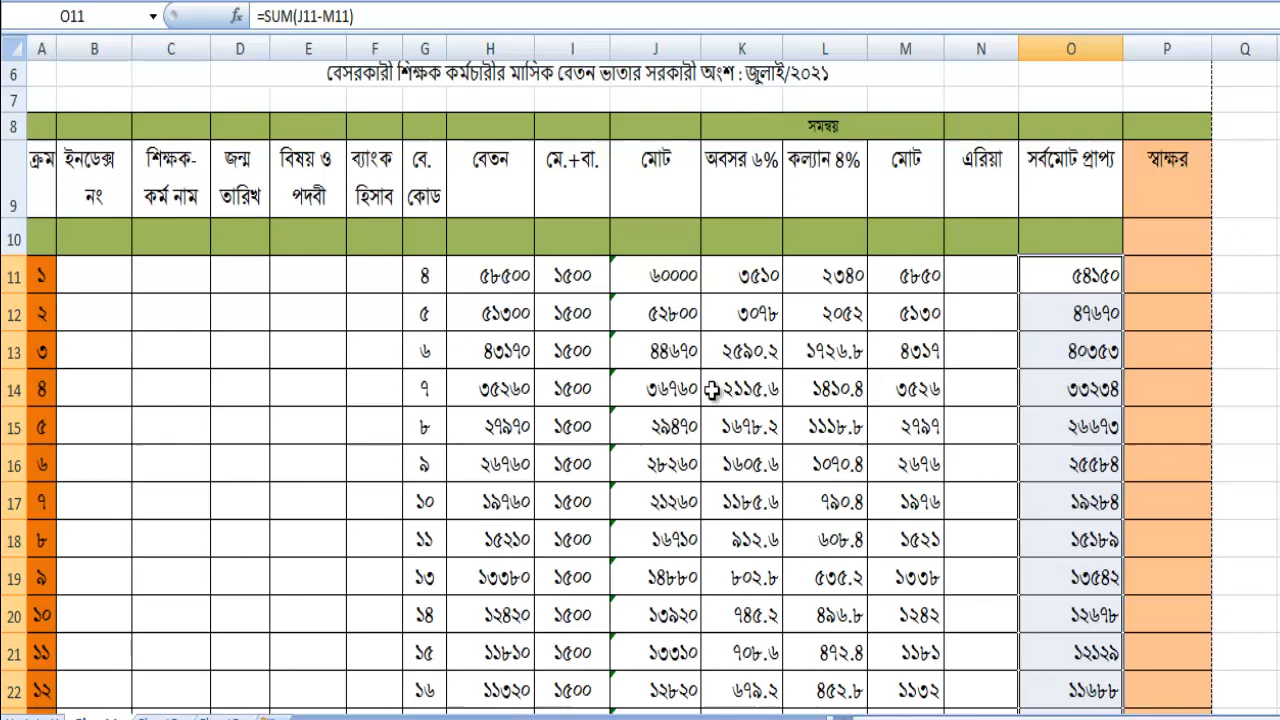 O11 fx =SUM(J11-M11)
A B C D E F G H I J K L M N O P Q
6 বেসরকারী শিক্ষক কর্মচারীর মাসিক বেতন ভাতার সরকারী অংশ : জুলাই/২০২১
7
8 সমন্বয়
9 ক্রম ইনডেক্স নং শিক্ষক-কর্ম নাম জন্ম তারিখ বিষয় ও পদবী ব্যাংক হিসাব বে. কোড বেতন মে.+বা. মোট অবসর ৬% কল্যান ৪% মোট এরিয়া সর্বমোট প্রাপ্য স্বাক্ষর
10
11 ১ ৪ ৫৮৫০০ ১৫০০ ৬০০০০ ৩৫১০ ২৩৪০ ৫৮৫০ ৫৪১৫০
12 ২ ৫ ৫১৩০০ ১৫০০ ৫২৮০০ ৩০৭৮ ২০৫২ ৫১৩০ ৪৭৬৭০
13 ৩ ৬ ৪৩১৭০ ১৫০০ ৪৪৬৭০ ২৫৯০.২ ১৭২৬.৮ ৪৩১৭ ৪০৩৫৩
14 ৪ ৭ ৩৫২৬০ ১৫০০ ৩৬৭৬০ ২১১৫.৬ ১৪১০.৪ ৩৫২৬ ৩৩২৩৪
15 ৫ ৮ ২৭৯৭০ ১৫০০ ২৯৪৭০ ১৬৭৮.২ ১১১৮.৮ ২৭৯৭ ২৬৬৭৩
16 ৬ ৯ ২৬৭৬০ ১৫০০ ২৮২৬০ ১৬০৫.৬ ১০৭০.৪ ২৬৭৬ ২৫৫৮৪
17 ৭ ১০ ১৯৭৬০ ১৫০০ ২১২৬০ ১১৮৫.৬ ৭৯০.৪ ১৯৭৬ ১৯২৮৪
18 ৮ ১১ ১৫২১০ ১৫০০ ১৬৭১০ ৯১২.৬ ৬০৮.৪ ১৫২১ ১৫১৮৯
19 ৯ ১৩ ১৩৩৮০ ১৫০০ ১৪৮৮০ ৮০২.৮ ৫৩৫.২ ১৩৩৮ ১৩৫৪২
20 ১০ ১৪ ১২৪২০ ১৫০০ ১৩৯২০ ৭৪৫.২ ৪৯৬.৮ ১২৪২ ১২৬৭৮
21 ১১ ১৫ ১১৮১০ ১৫০০ ১৩৩১০ ৭০৮.৬ ৪৭২.৪ ১১৮১ ১২১২৯
22 ১২ ১৬ ১১৩২০ ১৫০০ ১২৮২০ ৬৭৯.২ ৪৫২.৮ ১১৩২ ১১৬৮৮